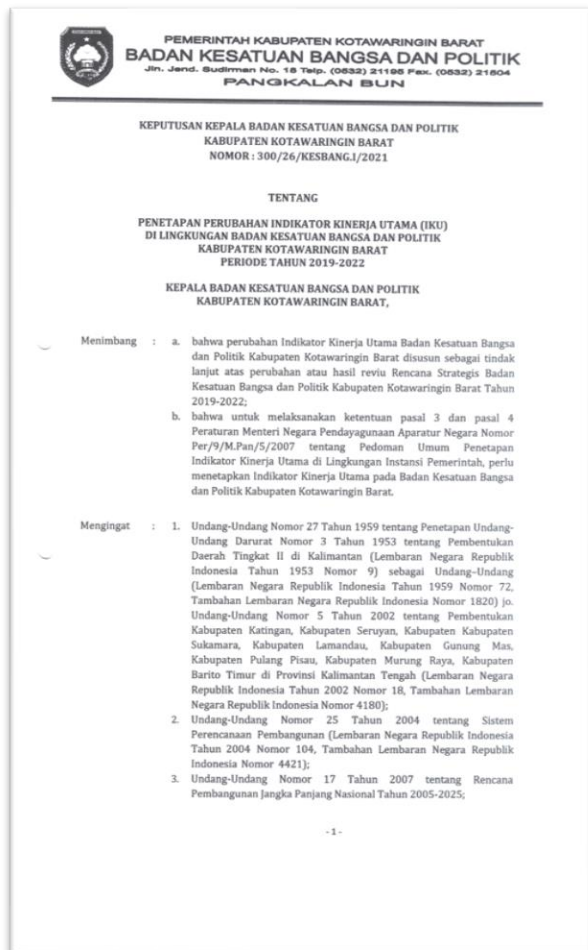 PEMERINTAH KABUPATEN KOTAWARINGIN BARAT
BADAN KESATUAN BANGSA DAN POLITIK
Jln. Jend. Sudirman No. 18 Telp. (0532) 21195 Fax. (0532) 21504
PANGKALAN BUN
KEPUTUSAN KEPALA BADAN KESATUAN BANGSA DAN POLITIK
KABUPATEN KOTAWARINGIN BARAT
NOMOR : 300/26/KESBANG.I/2021
TENTANG
PENETAPAN PERUBAHAN INDIKATOR KINERJA UTAMA (IKU)
DI LINGKUNGAN BADAN KESATUAN BANGSA DAN POLITIK
KABUPATEN KOTAWARINGIN BARAT
PERIODE TAHUN 2019-2022
KEPALA BADAN KESATUAN BANGSA DAN POLITIK
KABUPATEN KOTAWARINGIN BARAT,
Menimbang : a. bahwa perubahan Indikator Kinerja Utama Badan Kesatuan Bangsa
dan Politik Kabupaten Kotawaringin Barat disusun sebagai tindak
lanjut atas perubahan atau hasil reviu Rencana Strategis Badan
Kesatuan Bangsa dan Politik Kabupaten Kotawaringin Barat Tahun
2019-2022;
b. bahwa untuk melaksanakan ketentuan pasal 3 dan pasal 4
Peraturan Menteri Negara Pendayagunaan Aparatur Negara Nomor
Per/9/M.Pan/5/2007 tentang Pedoman Umum Penetapan
Indikator Kinerja Utama di Lingkungan Instansi Pemerintah, perlu
menetapkan Indikator Kinerja Utama pada Badan Kesatuan Bangsa
dan Politik Kabupaten Kotawaringin Barat.
Mengingat : 1. Undang-Undang Nomor 27 Tahun 1959 tentang Penetapan Undang-
Undang Darurat Nomor 3 Tahun 1953 tentang Pembentukan
Daerah Tingkat II di Kalimantan (Lembaran Negara Republik
Indonesia Tahun 1953 Nomor 9) sebagai Undang-Undang
(Lembaran Negara Republik Indonesia Tahun 1959 Nomor 72,
Tambahan Lembaran Negara Republik Indonesia Nomor 1820) jo.
Undang-Undang Nomor 5 Tahun 2002 tentang Pembentukan
Kabupaten Katingan, Kabupaten Seruyan, Kabupaten Kabupaten
Sukamara, Kabupaten Lamandau, Kabupaten Gunung Mas,
Kabupaten Pulang Pisau, Kabupaten Murung Raya, Kabupaten
Barito Timur di Provinsi Kalimantan Tengah (Lembaran Negara
Republik Indonesia Tahun 2002 Nomor 18, Tambahan Lembaran
Negara Republik Indonesia Nomor 4180);
2. Undang-Undang Nomor 25 Tahun 2004 tentang Sistem
Perencanaan Pembangunan (Lembaran Negara Republik Indonesia
Tahun 2004 Nomor 104, Tambahan Lembaran Negara Republik
Indonesia Nomor 4421);
3. Undang-Undang Nomor 17 Tahun 2007 tentang Rencana
Pembangunan Jangka Panjang Nasional Tahun 2005-2025;
-1-